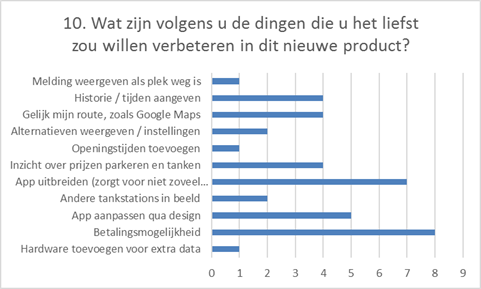 10. Wat zijn volgens u de dingen die u het liefst
zou willen verbeteren in dit nieuwe product?
Melding weergeven als plek weg is
Historie / tijden aangeven
Gelijk mijn route, zoals Google Maps
Alternatieven weergeven / instellingen
Openingstijden toevoegen
Inzicht over prijzen parkeren en tanken
App uitbreiden (zorgt voor niet zoveel...
Andere tankstations in beeld
App aanpassen qua design
Betalingsmogelijkheid
Hardware toevoegen voor extra data
0 1 2 3 4 5 6 7 8 9